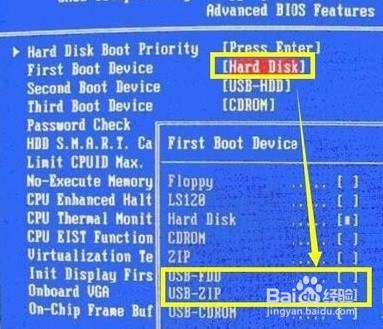 Advanced BIOS Features
Hard Disk Boot Priority [Press Enter]
First Boot Device [Hard Disk]
Second Boot Device [USB-HDD]
Third Boot Device [CDROM]
Password Check
HDD S.M.A.R.T. Ca
Limit CPUID Max.
No-Execute Memory
CPU Enhanced Halt
CPU Thermal Monit
CPU EIST Function
Virtualization Te
Init Display Firs
Onboard VGA
On-Chip Frame Buf
First Boot Device
Floppy ..... [ ]
LS120 ..... [ ]
Hard Disk ..... [■]
CDROM ..... [ ]
ZIP ..... [ ]
USB-FDD ..... [ ]
USB-ZIP
USB-CDROM
Bai 经验
jingyan.baidu.com